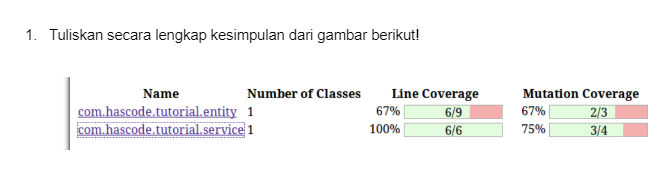 1. Tuliskan secara lengkap kesimpulan dari gambar berikut!
Name Number of Classes Line Coverage Mutation Coverage
com.hascode.tutorial.entity 1 67% 6/9 67% 2/3
com.hascode.tutorial.service 1 100% 6/6 75% 3/4